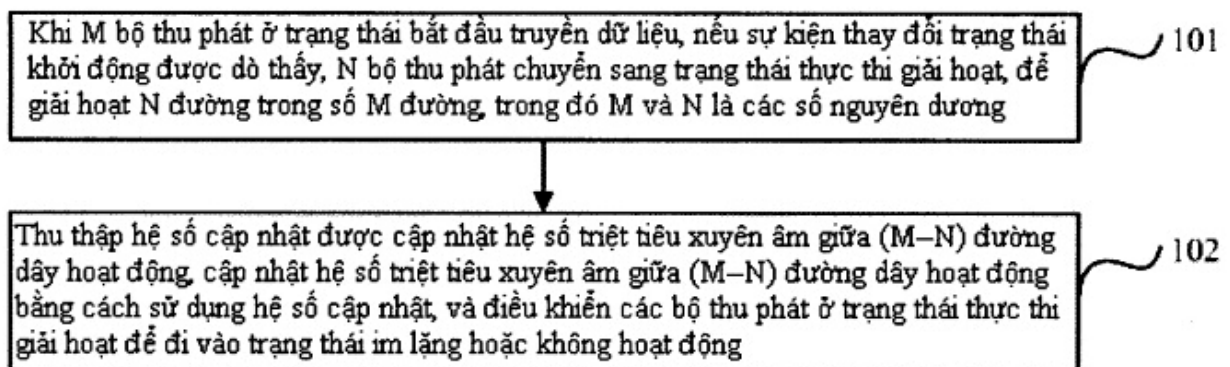 Khi M bộ thu phát ở trạng thái bắt đầu truyền dữ liệu, nếu sự kiện thay đổi trạng thái
khởi động được dò thấy, N bộ thu phát chuyển sang trạng thái thực thi giải hoạt, để
giải hoạt N đường trong số M đường, trong đó M và N là các số nguyên dương
101
Thu thập hệ số cập nhật được cập nhật hệ số triệt tiêu xuyên âm giữa (M–N) đường
dây hoạt động, cập nhật hệ số triệt tiêu xuyên âm giữa (M–N) đường dây hoạt động
bằng cách sử dụng hệ số cập nhật, và điều khiển các bộ thu phát ở trạng thái thực thi
giải hoạt để đi vào trạng thái im lặng hoặc không hoạt động
102